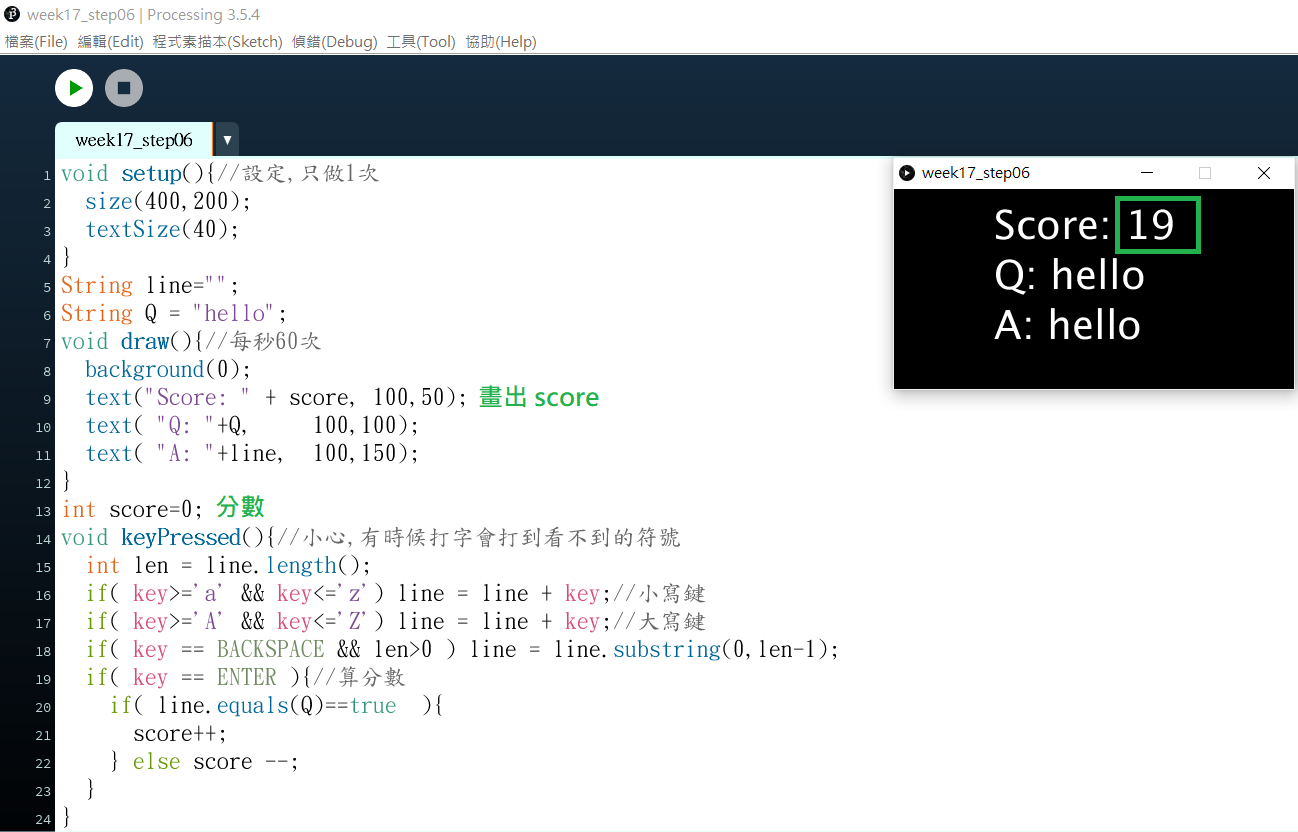 week17_step06 | Processing 3.5.4
檔案(File) 編輯(Edit) 程式素描本(Sketch) 偵錯(Debug) 工具(Tool) 協助(Help)
week17_step06 ▼
1 void setup(){//設定,只做1次
2   size(400,200);
3   textSize(40);
4 }
5 String line="";
6 String Q = "hello";
7 void draw(){//每秒60次
8   background(0);
9   text("Score: " + score, 100,50); 畫出 score
10   text( "Q: "+Q,     100,100);
11   text( "A: "+line,  100,150);
12 }
13 int score=0; 分數
14 void keyPressed(){//小心,有時候打字會打到看不到的符號
15   int len = line.length();
16   if( key>='a' && key<='z') line = line + key;//小寫鍵
17   if( key>='A' && key<='Z') line = line + key;//大寫鍵
18   if( key == BACKSPACE && len>0 ) line = line.substring(0,len-1);
19   if( key == ENTER ){//算分數
20     if( line.equals(Q)==true  ){
21       score++;
22     } else score --;
23   }
24 }
week17_step06
Score: 19
Q: hello
A: hello